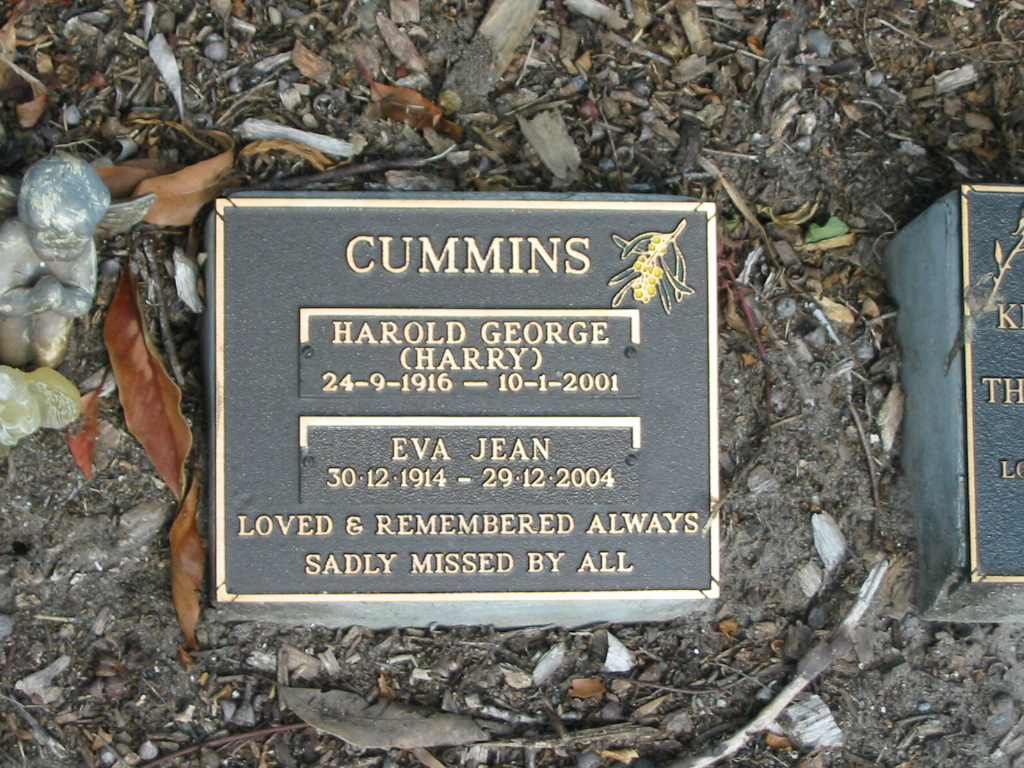 CUMMINS
HAROLD GEORGE
(HARRY)
24-9-1916 — 10-1-2001
EVA JEAN
30·12·1914 – 29·12·2004
LOVED & REMEMBERED ALWAYS
SADLY MISSED BY ALL